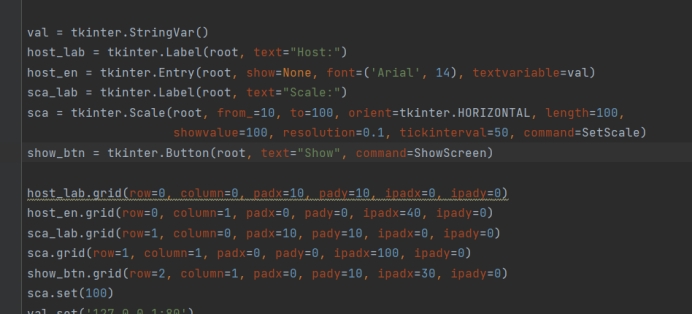 val = tkinter.StringVar()
host_lab = tkinter.Label(root, text="Host:")
host_en = tkinter.Entry(root, show=None, font=('Arial', 14), textvariable=val)
sca_lab = tkinter.Label(root, text="Scale:")
sca = tkinter.Scale(root, from_=10, to=100, orient=tkinter.HORIZONTAL, length=100,
showvalue=100, resolution=0.1, tickinterval=50, command=SetScale)
show_btn = tkinter.Button(root, text="Show", command=ShowScreen)
host_lab.grid(row=0, column=0, padx=10, pady=10, ipadx=0, ipady=0)
host_en.grid(row=0, column=1, padx=0, pady=0, ipadx=40, ipady=0)
sca_lab.grid(row=1, column=0, padx=10, pady=10, ipadx=0, ipady=0)
sca.grid(row=1, column=1, padx=0, pady=0, ipadx=100, ipady=0)
show_btn.grid(row=2, column=1, padx=0, pady=10, ipadx=30, ipady=0)
sca.set(100)
val.set('127.0.0.1:80')